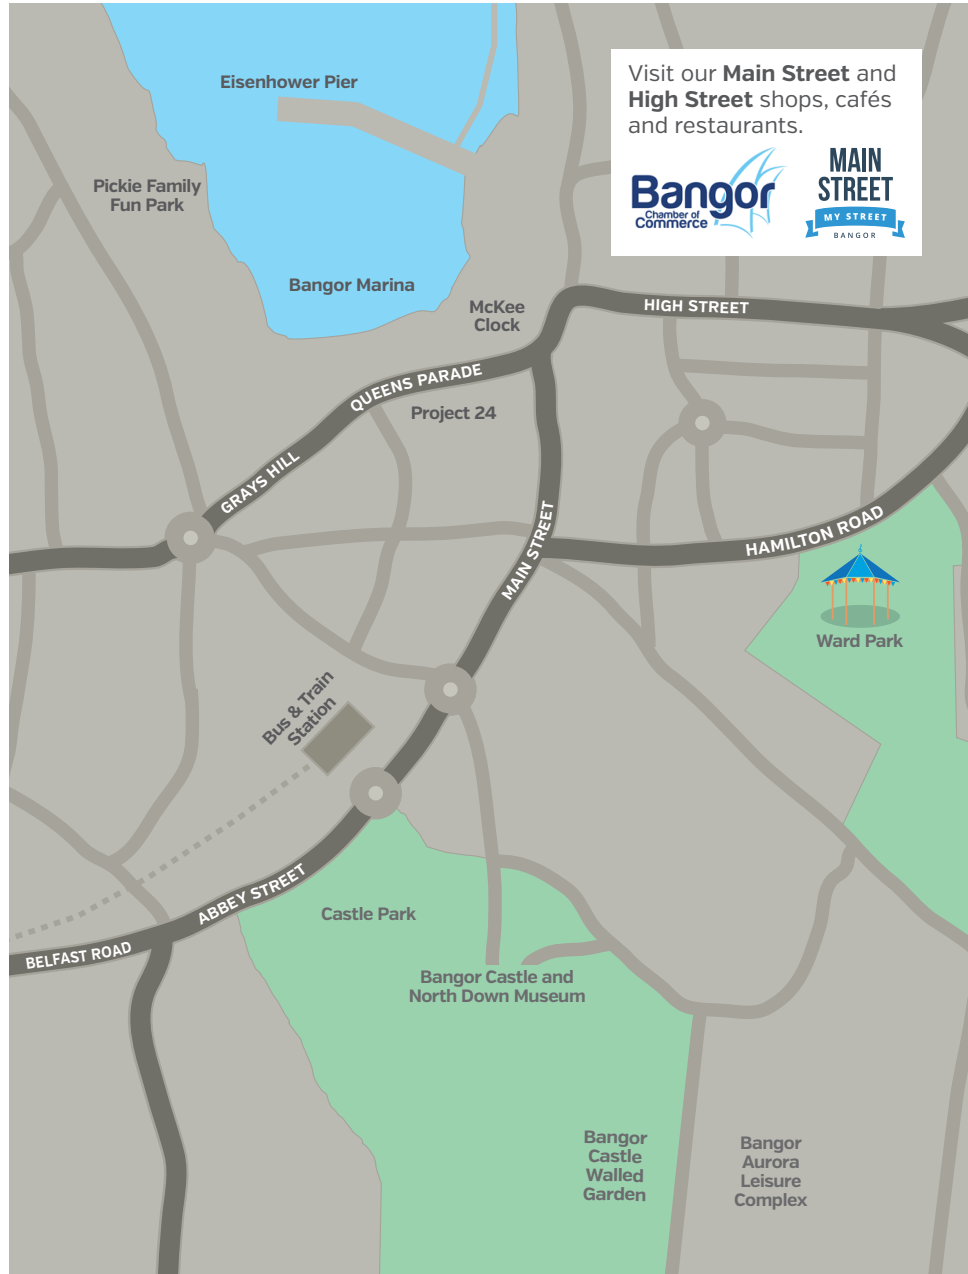 Eisenhower Pier
Visit our Main Street and
High Street shops, cafés
and restaurants.
Bangor
Chamber of
Commerce
MAIN
STREET
MY STREET
BANGOR
Pickie Family
Fun Park
Bangor Marina
McKee
Clock
HIGH STREET
QUEENS PARADE
Project 24
GRAYS HILL
MAIN STREET
HAMILTON ROAD
Ward Park
Bus & Train
Station
ABBEY STREET
Castle Park
BELFAST ROAD
Bangor Castle and
North Down Museum
Bangor
Castle
Walled
Garden
Bangor
Aurora
Leisure
Complex